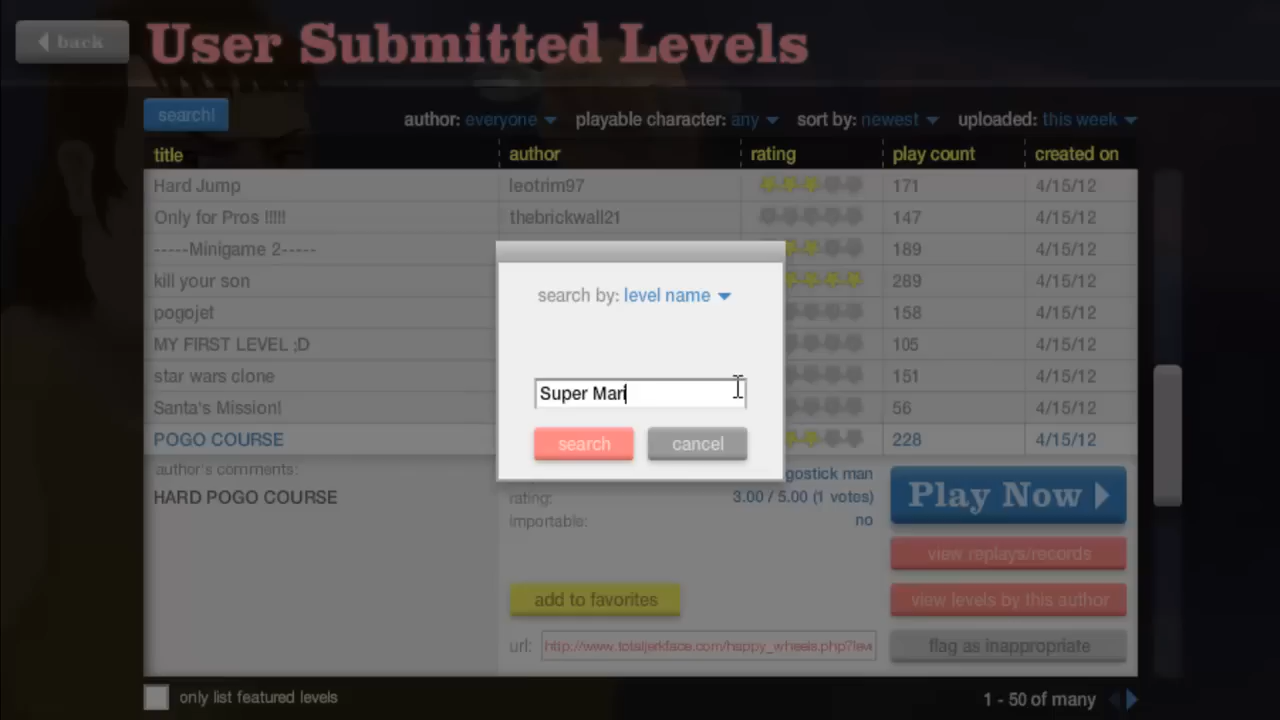 back
User Submitted Levels
search!
author: everyone playable character: any sort by: newest uploaded: this week
title author rating play count created on
Hard Jump leotrim97 171 4/15/12
Only for Pros !!!!! thebrickwall21 147 4/15/12
-----Minigame 2----- 189 4/15/12
kill your son 289 4/15/12
pogojet 158 4/15/12
MY FIRST LEVEL ;D 105 4/15/12
star wars clone 151 4/15/12
Santa's Mission! 56 4/15/12
POGO COURSE 228 4/15/12
search by: level name
Super Mari
search cancel
author's comments:
HARD POGO COURSE
gostick man
rating: 3.00 / 5.00 (1 votes)
importable: no
add to favorites
url: http://www.totaljerkface.com/happy_wheels.php?leve
Play Now
view replays/records
view levels by this author
flag as inappropriate
only list featured levels
1 - 50 of many